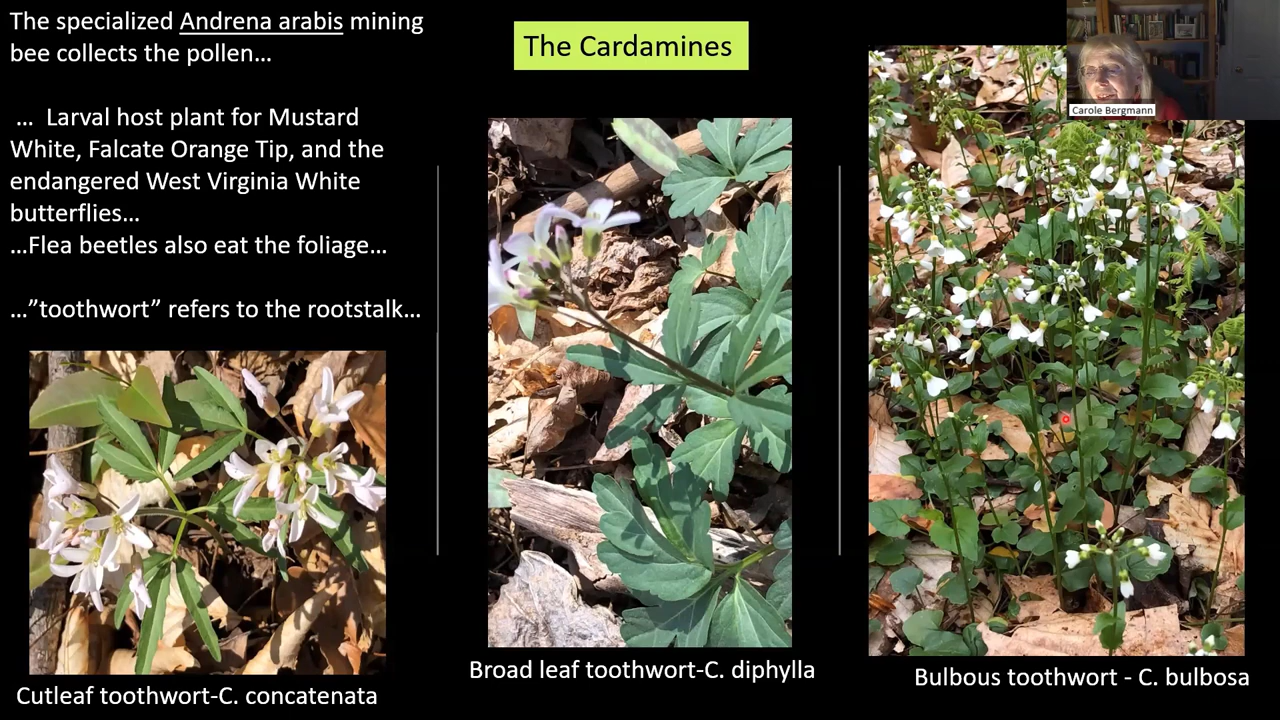 The specialized Andrena arabis mining
bee collects the pollen…
… Larval host plant for Mustard
White, Falcate Orange Tip, and the
endangered West Virginia White
butterflies…
…Flea beetles also eat the foliage…
…”toothwort” refers to the rootstalk…
The Cardamines
Carole Bergmann
Cutleaf toothwort-C. concatenata
Broad leaf toothwort-C. diphylla
Bulbous toothwort - C. bulbosa